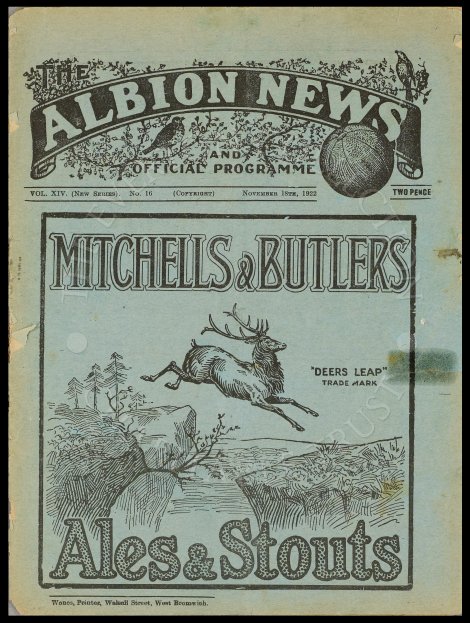 THE
ALBION NEWS
AND
OFFICIAL PROGRAMME
VOL. XIV. (NEW SERIES). No. 16 (COPYRIGHT) NOVEMBER 18TH, 1922 TWO PENCE
MITCHELLS & BUTLERS
"DEERS LEAP"
TRADE MARK
Ales & Stouts
Wones, Printer, Walsall Street, West Bromwich.